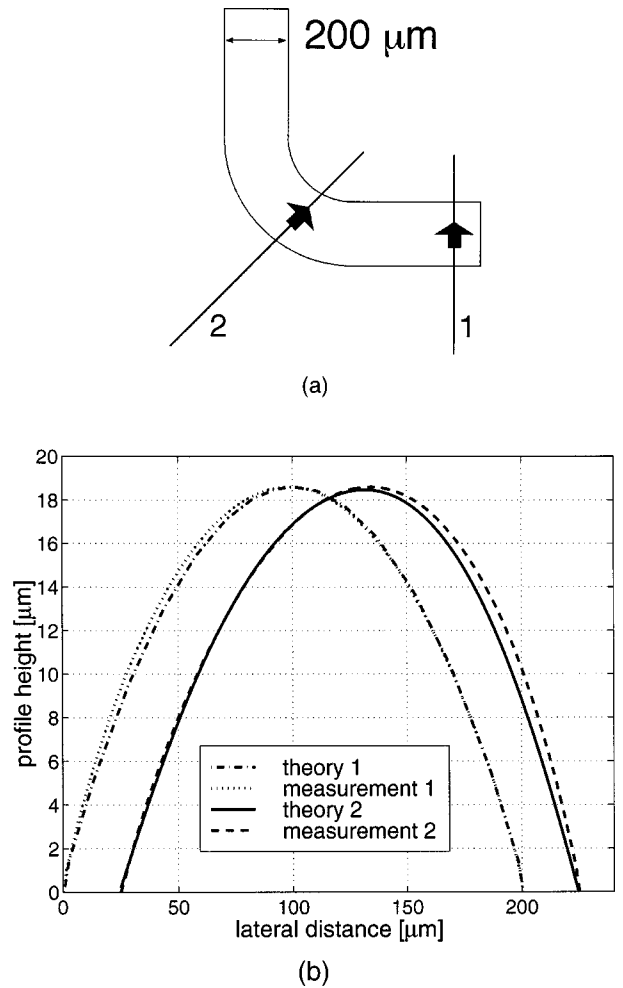 200 μm
2
1
(a)
20
18
16
14
12
10
8
6
4
2
0
profile height [μm]
theory 1
measurement 1
theory 2
measurement 2
0 50 100 150 200
lateral distance [μm]
(b)